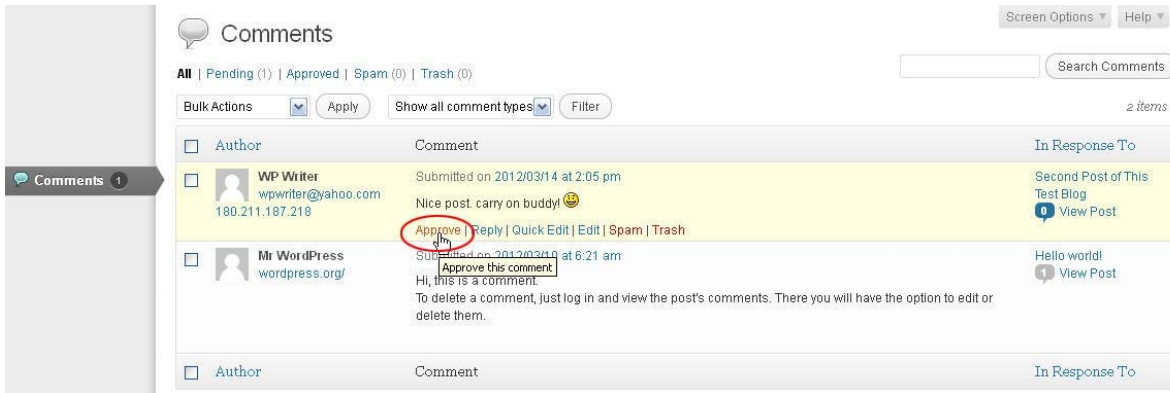 Screen Options Help
Comments
All | Pending (1) | Approved | Spam (0) | Trash (0)
Search Comments
Bulk Actions Apply Show all comment types Filter 2 items
Author Comment In Response To
Comments 1
WP Writer Submitted on 2012/03/14 at 2:05 pm Second Post of This
wpwriter@yahoo.com Test Blog
180.211.187.218 Nice post. carry on buddy! 0 View Post
Approve | Reply | Quick Edit | Edit | Spam | Trash
Mr WordPress Submitted on 2012/03/10 at 6:21 am Hello world!
wordpress.org/ Approve this comment 1 View Post
Hi, this is a comment.
To delete a comment, just log in and view the post's comments. There you will have the option to edit or
delete them.
Author Comment In Response To